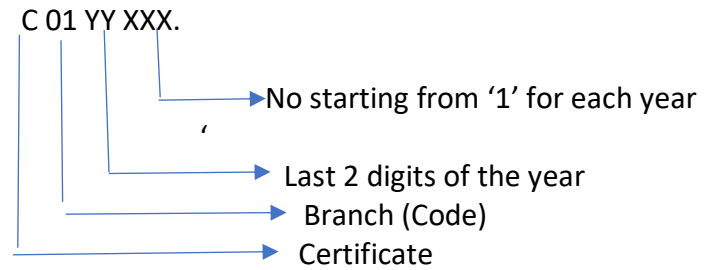 C 01 YY XXX.
No starting from ‘1’ for each year
‘
Last 2 digits of the year
Branch (Code)
Certificate